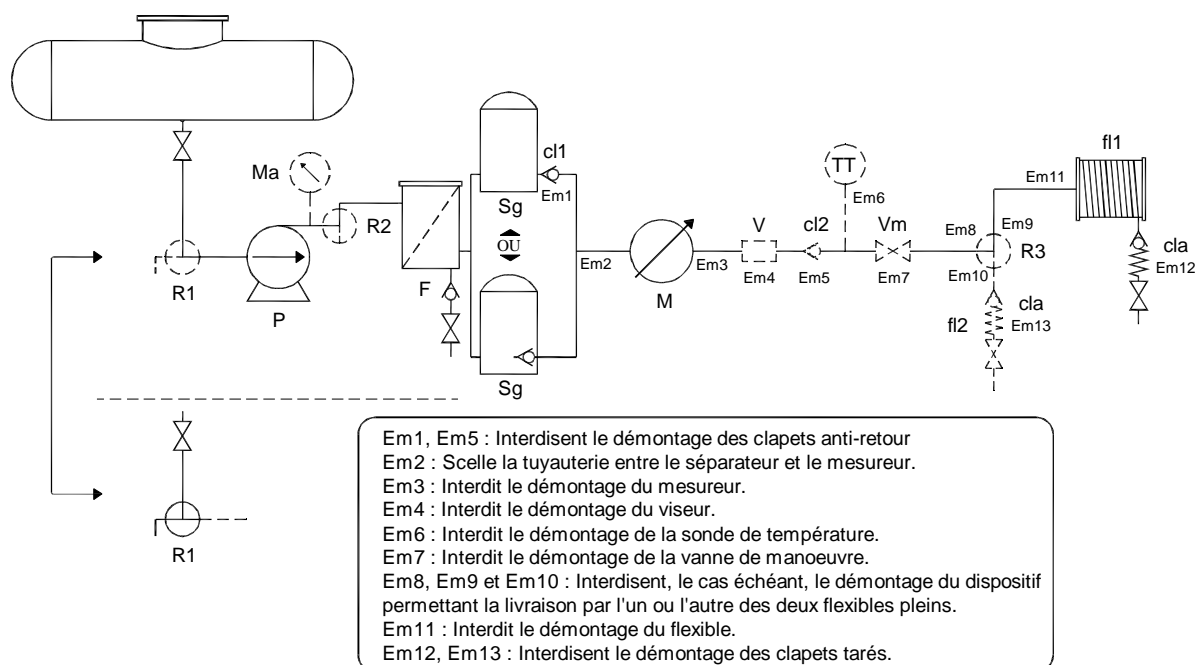 Ma
R2
R1
P
F
Sg
OU
Sg
cl1
Em1
Em2
M
Em3
V
Em4
cl2
Em5
TT
Em6
Vm
Em7
Em8
Em9
Em10
R3
Em11
fl1
cla
Em12
fl2
cla
Em13
R1
Em1, Em5 : Interdisent le démontage des clapets anti-retour
Em2 : Scelle la tuyauterie entre le séparateur et le mesureur.
Em3 : Interdit le démontage du mesureur.
Em4 : Interdit le démontage du viseur.
Em6 : Interdit le démontage de la sonde de température.
Em7 : Interdit le démontage de la vanne de manoeuvre.
Em8, Em9 et Em10 : Interdisent, le cas échéant, le démontage du dispositif
permettant la livraison par l'un ou l'autre des deux flexibles pleins.
Em11 : Interdit le démontage du flexible.
Em12, Em13 : Interdisent le démontage des clapets tarés.